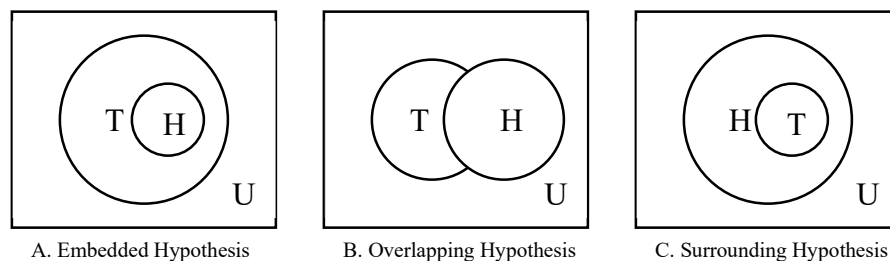 T H U
T H U
H T U
A. Embedded Hypothesis
B. Overlapping Hypothesis
C. Surrounding Hypothesis